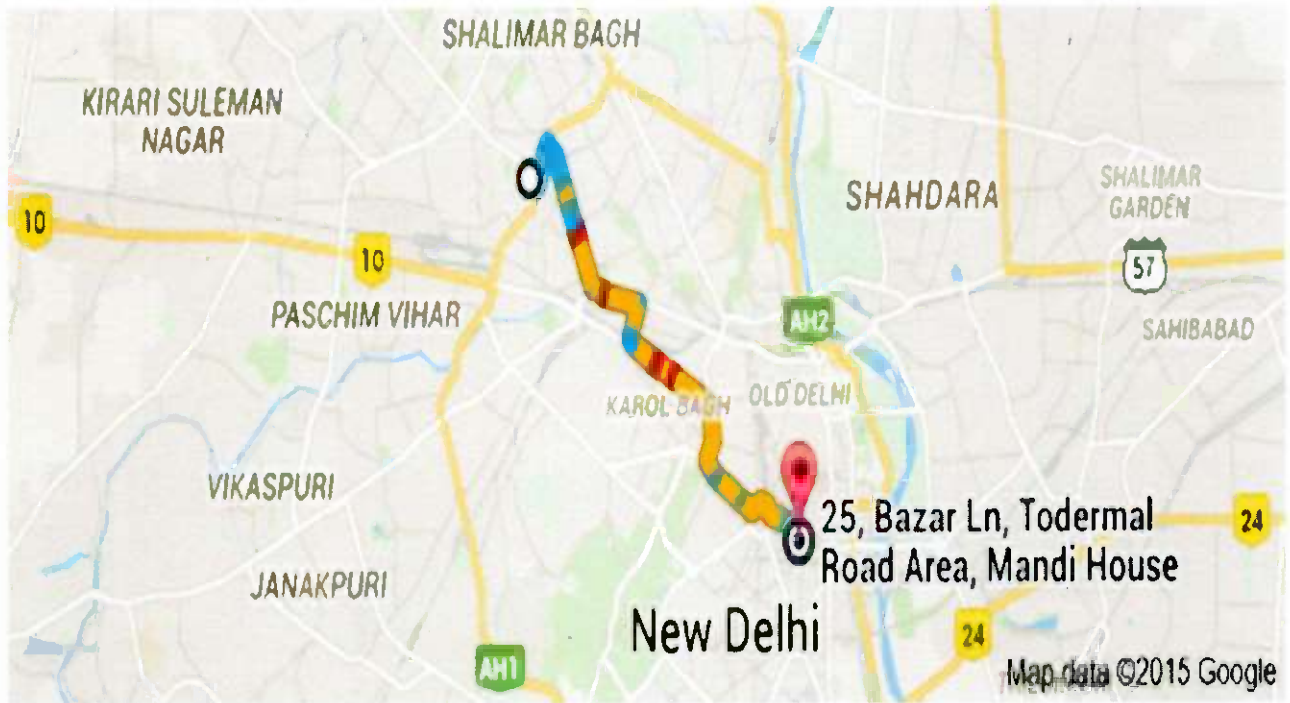 SHALIMAR BAGH
KIRARI SULEMAN
NAGAR
SHALIMAR
GARDEN
SHAHDARA
10
10
57
PASCHIM VIHAR
AH2
SAHIBABAD
KAROL BAGH
OLD DELHI
VIKASPURI
25, Bazar Ln, Todermal
Road Area, Mandi House
24
JANAKPURI
New Delhi
24
AH1
Map data ©2015 Google